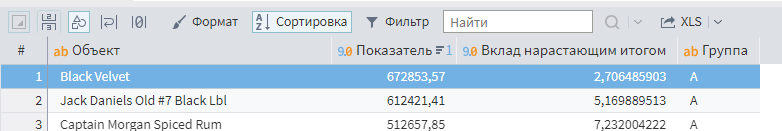 Формат Сортировка Фильтр Найти XLS
# ab Объект 9.0 Показатель 1 9.0 Вклад нарастающим итогом ab Группа
1 Black Velvet 672853,57 2,706485903 A
2 Jack Daniels Old #7 Black Lbl 612421,41 5,169889513 A
3 Captain Morgan Spiced Rum 512657,85 7,232004222 A